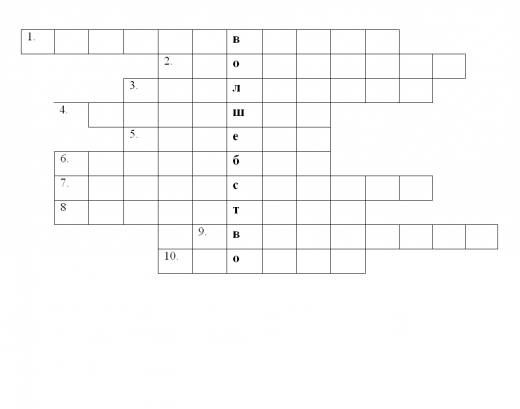 1. в
2. о
3. л
4. ш
5. е
6. б
7. с
8 т
9. в
10. о